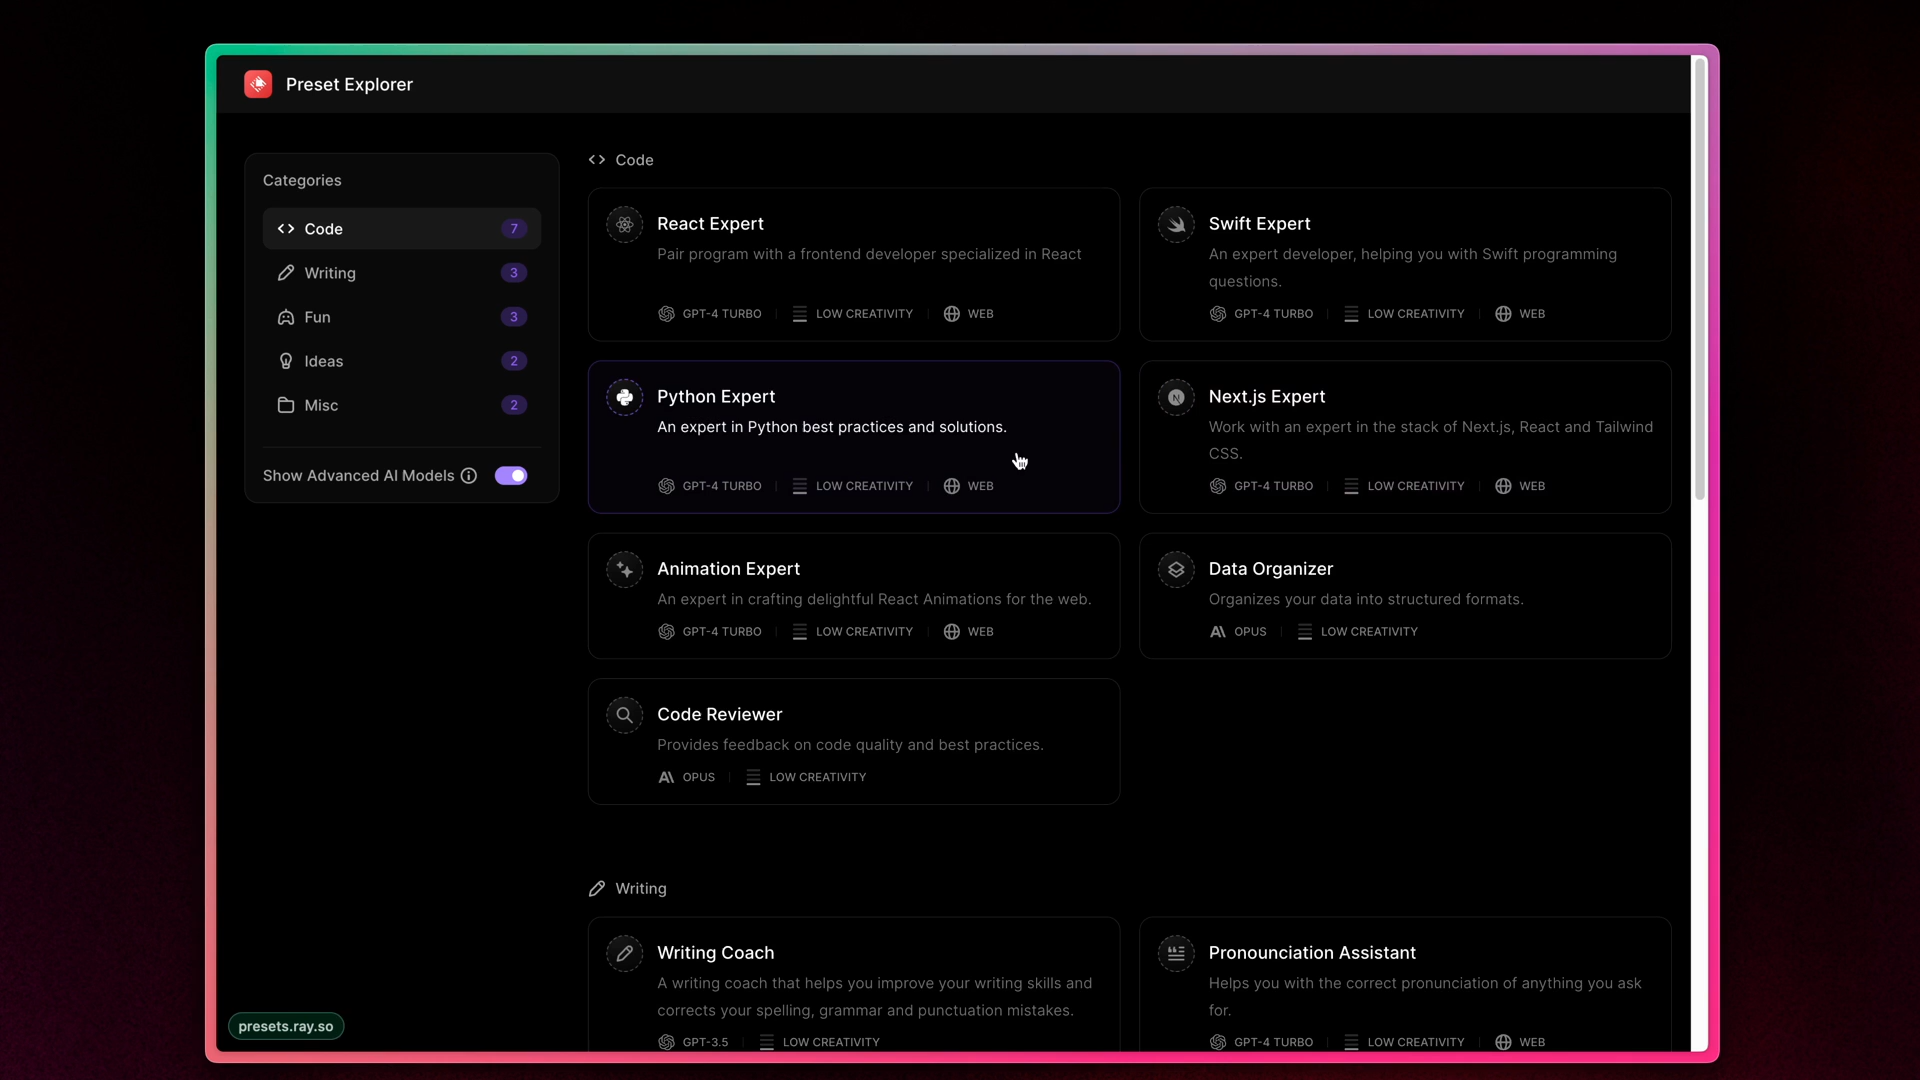 Preset Explorer
Categories
Code 7
Writing 3
Fun 3
Ideas 2
Misc 2
Show Advanced AI Models
Code
React Expert
Pair program with a frontend developer specialized in React
GPT-4 TURBO LOW CREATIVITY WEB
Swift Expert
An expert developer, helping you with Swift programming
questions.
GPT-4 TURBO LOW CREATIVITY WEB
Python Expert
An expert in Python best practices and solutions.
GPT-4 TURBO LOW CREATIVITY WEB
Next.js Expert
Work with an expert in the stack of Next.js, React and Tailwind
CSS.
GPT-4 TURBO LOW CREATIVITY WEB
Animation Expert
An expert in crafting delightful React Animations for the web.
GPT-4 TURBO LOW CREATIVITY WEB
Data Organizer
Organizes your data into structured formats.
OPUS LOW CREATIVITY
Code Reviewer
Provides feedback on code quality and best practices.
OPUS LOW CREATIVITY
Writing
Writing Coach
A writing coach that helps you improve your writing skills and
corrects your spelling, grammar and punctuation mistakes.
GPT-3.5 LOW CREATIVITY
Pronounciation Assistant
Helps you with the correct pronunciation of anything you ask
for.
GPT-4 TURBO LOW CREATIVITY WEB
presets.ray.so